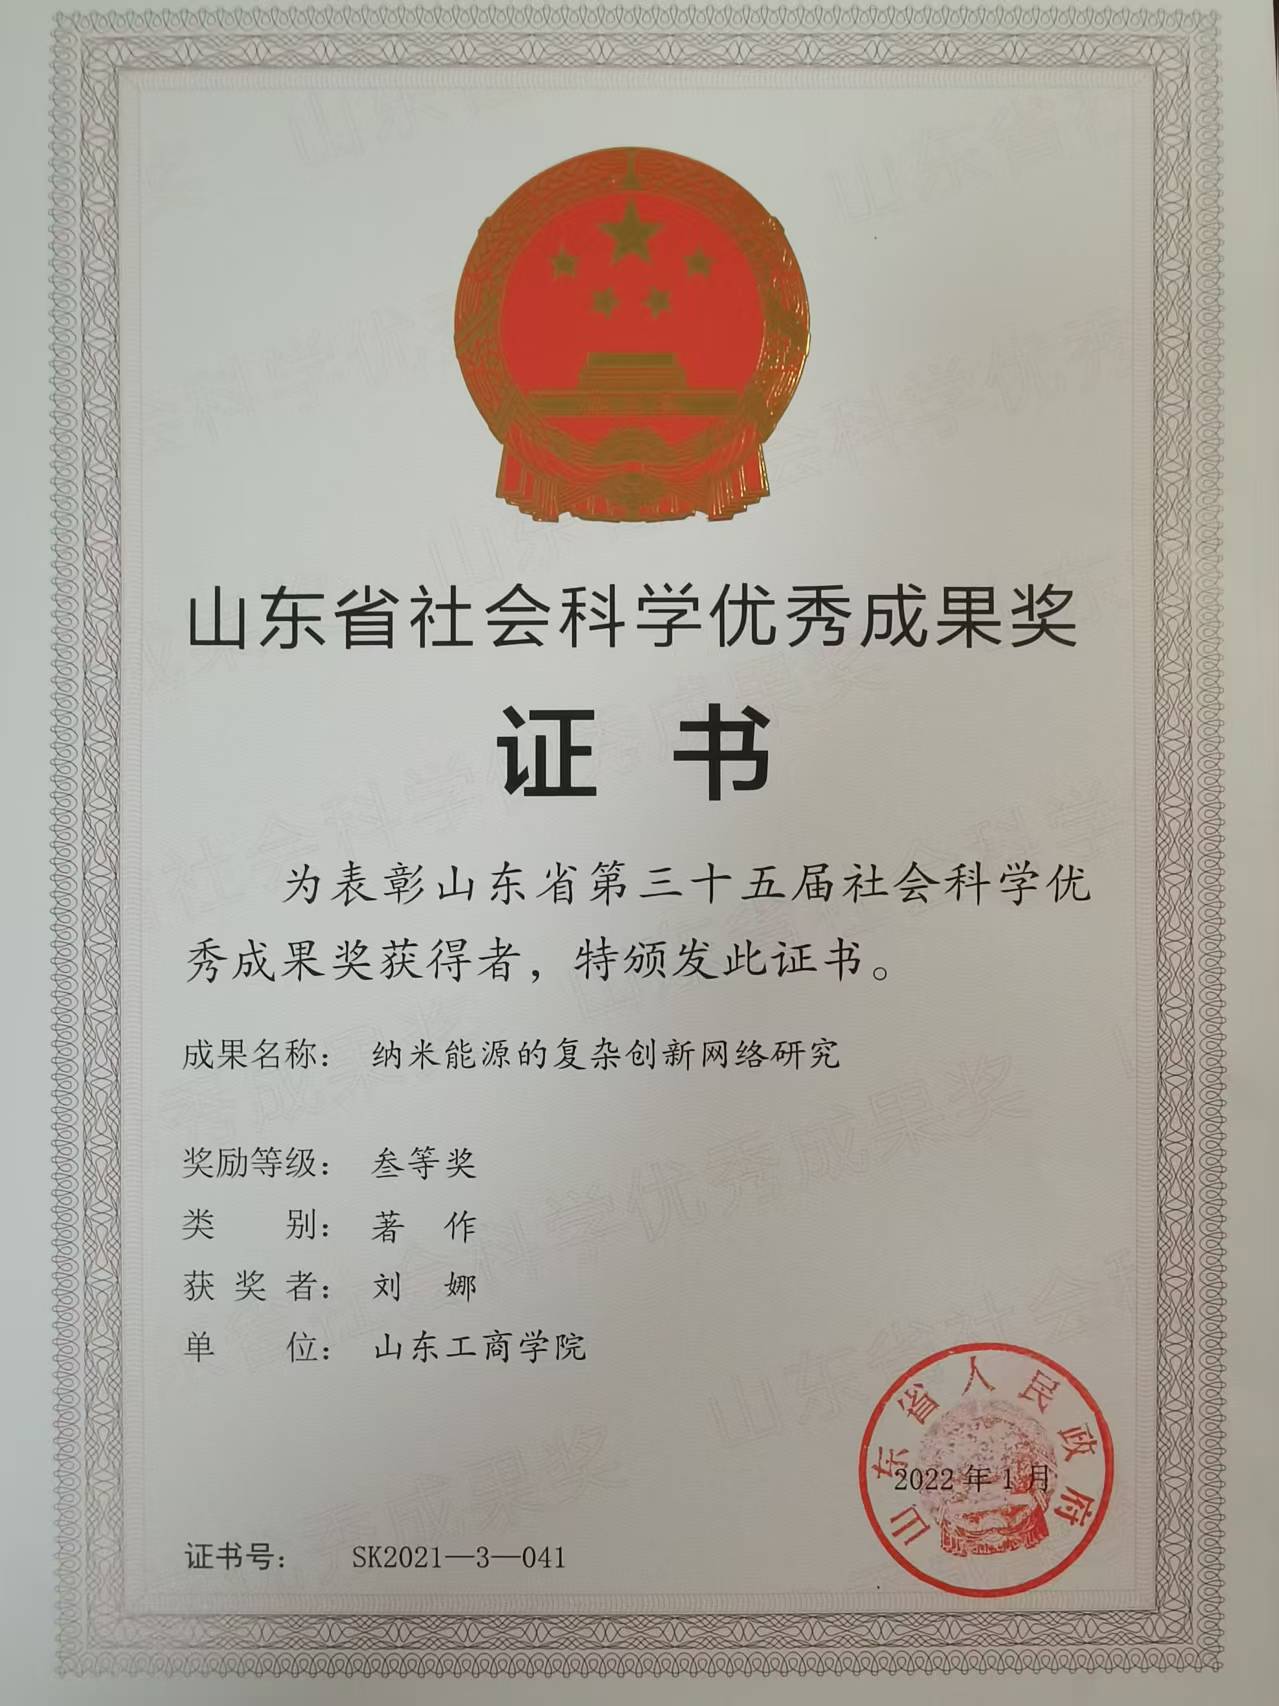 山东省社会科学优秀成果奖
证 书
为表彰山东省第三十五届社会科学优
秀成果奖获得者，特颁发此证书。
成果名称： 纳米能源的复杂创新网络研究
奖励等级： 叁等奖
类 别： 著 作
获 奖 者： 刘 娜
单 位： 山东工商学院
山东省人民政府
2022 年 1 月
证书号： SK2021—3—041